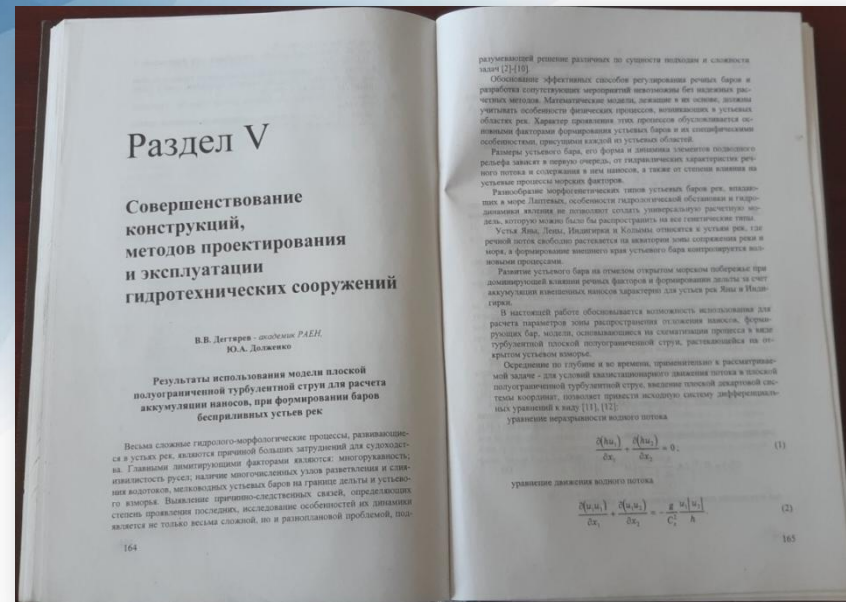 Раздел V
Совершенствование
конструкций,
методов проектирования
и эксплуатации
гидротехнических сооружений
В.В. Дегтярев - академик РАЕН,
Ю.А. Долженко
Результаты использования модели плоской
полуограниченной турбулентной струи для расчета
аккумуляции наносов, при формировании баров
бесприливных устьев рек
Весьма сложные гидролого-морфологические процессы, развивающие-
ся в устьях рек, являются причиной больших затруднений для судоходст-
ва. Главными лимитирующими факторами являются: многорукавность;
извилистость русел; наличие многочисленных узлов разветвления и слия-
ния водотоков, мелководных устьевых баров на границе дельты и устьево-
го взморья. Выявление причинно-следственных связей, определяющих
степень проявления последних, исследование особенностей их динамики
является не только весьма сложной, но и разноплановой проблемой, под-
164
разумевающей решение различных по сущности подходам и сложности
задач [2]-[10].
Обоснование эффективных способов регулирования речных баров и
разработка сопутствующих мероприятий невозможны без надежных рас-
четных методов. Математические модели, лежащие в их основе, должны
учитывать особенности физических процессов, возникающих в устьевых
областях рек. Характер проявления этих процессов обусловливается ос-
новными факторами формирования устьевых баров и их специфическими
особенностями, присущими каждой из устьевых областей.
Размеры устьевого бара, его форма и динамика элементов подводного
рельефа зависят в первую очередь, от гидравлических характеристик реч-
ного потока и содержания в нем наносов, а также от степени влияния на
устьевые процессы морских факторов.
Разнообразие морфогенетических типов устьевых баров рек, впадаю-
щих в море Лаптевых, особенности гидрологической обстановки и гидро-
динамики явления не позволяют создать универсальную расчетную мо-
дель, которую можно было бы распространить на все генетические типы.
Устья Яны, Лены, Индигирки и Колымы относятся к устьям рек, где
речной поток свободно растекается по акватории зоны сопряжения реки и
моря, а формирование внешнего края устьевого бара контролируется вол-
новыми процессами.
Развитие устьевого бара на отмелом открытом морском побережье при
доминирующей влиянии речных факторов и формировании дельты за счет
аккумуляции взвешенных наносов характерно для устьев рек Яны и Инди-
гирки.
В настоящей работе обосновывается возможность использования для
расчета параметров зоны распространения отложения наносов, форми-
рующих бар, модели, основывающиеся на схематизации процесса в виде
турбулентной плоской полуограниченной струи, растекающейся на от-
крытом устьевом взморье.
Осреднение по глубине и во времени, применительно к рассматривае-
мой задаче - для условий квазистационарного движения потока в плоской
полуограниченной турбулентной струе, введение плоской декартовой сис-
темы координат, позволяет привести исходную систему дифференциаль-
ных уравнений к виду [11], [12]:
уравнение неразрывности водного потока
∂(hu₁)/∂x₁ + ∂(hu₂)/∂x₂ = 0 ; (1)
уравнение движения водного потока
∂(u₁u₁)/∂x₁ + ∂(u₁u₂)/∂x₂ = - g/C²ₛ u₁|u₂|/h . (2)
165